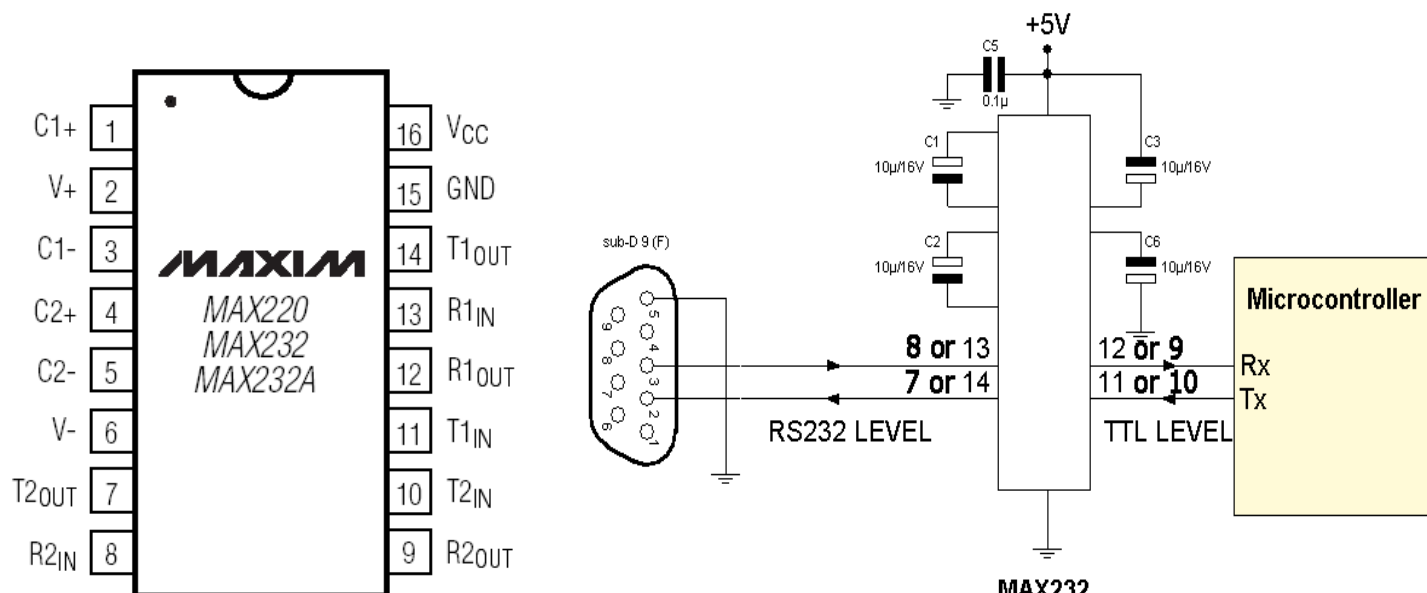 C1+ 1
V+ 2
C1- 3
C2+ 4
C2- 5
V- 6
T2OUT 7
R2IN 8
MAXIM
MAX220
MAX232
MAX232A
16 VCC
15 GND
14 T1OUT
13 R1IN
12 R1OUT
11 T1IN
10 T2IN
9 R2OUT
+5V
C5
0.1µ
C1
10µ/16V
C3
10µ/16V
C2
10µ/16V
C6
10µ/16V
sub-D 9 (F)
5
9
4
8
3
7
2
6
1
8 or 13
7 or 14
RS232 LEVEL
12 or 9
11 or 10
TTL LEVEL
Microcontroller
Rx
Tx
MAX232